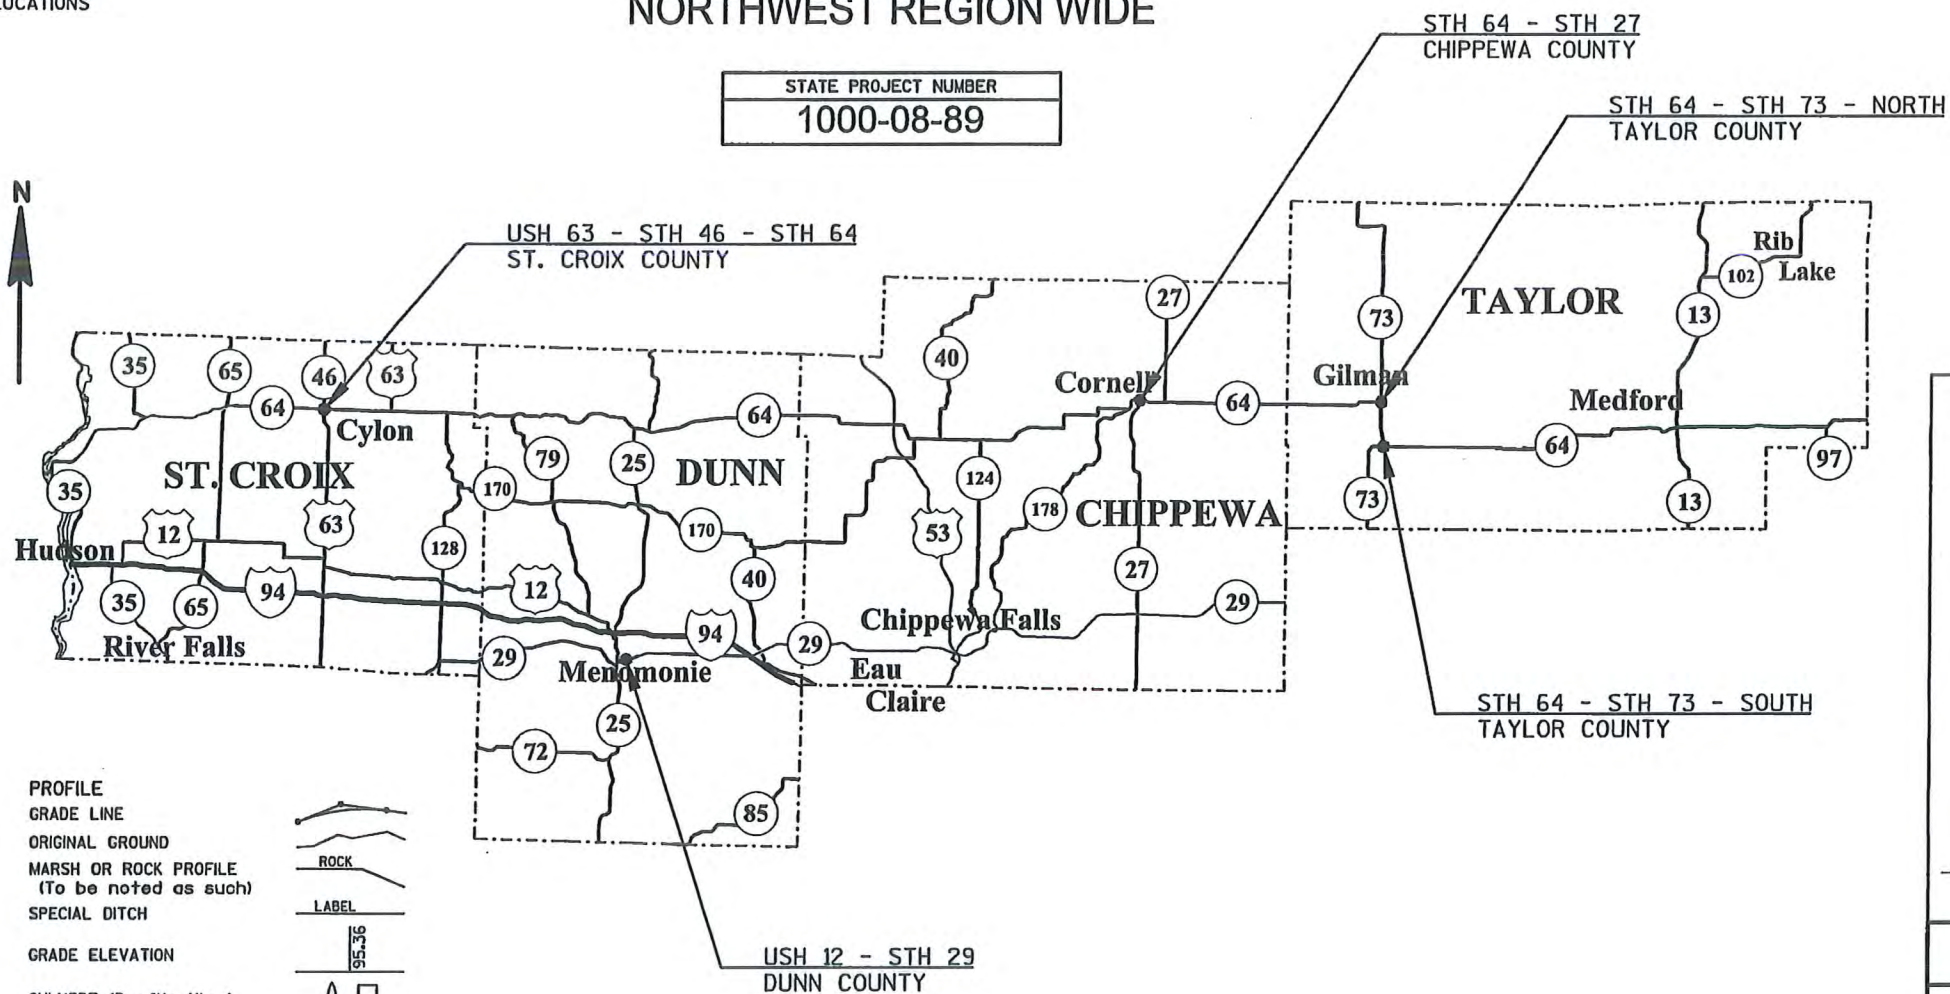 LOCATIONS
NORTHWEST REGION WIDE
STATE PROJECT NUMBER
1000-08-89
STH 64 - STH 27
CHIPPEWA COUNTY
STH 64 - STH 73 - NORTH
TAYLOR COUNTY
N
USH 63 - STH 46 - STH 64
ST. CROIX COUNTY
Rib
Lake
102
27
73
TAYLOR
13
35
65
46
63
40
Cornell
Gilman
64
64
64
Medford
Cylon
64
97
ST. CROIX
79
25
DUNN
124
35
170
73
13
178
CHIPPEWA
12
63
170
53
Hudson
128
27
94
12
40
35
65
29
Chippewa Falls
94
29
River Falls
29
Menomonie
Eau
Claire
25
72
85
STH 64 - STH 73 - SOUTH
TAYLOR COUNTY
PROFILE
GRADE LINE
ORIGINAL GROUND
MARSH OR ROCK PROFILE
(To be noted as such)
ROCK
SPECIAL DITCH
LABEL
GRADE ELEVATION
95.36
USH 12 - STH 29
DUNN COUNTY